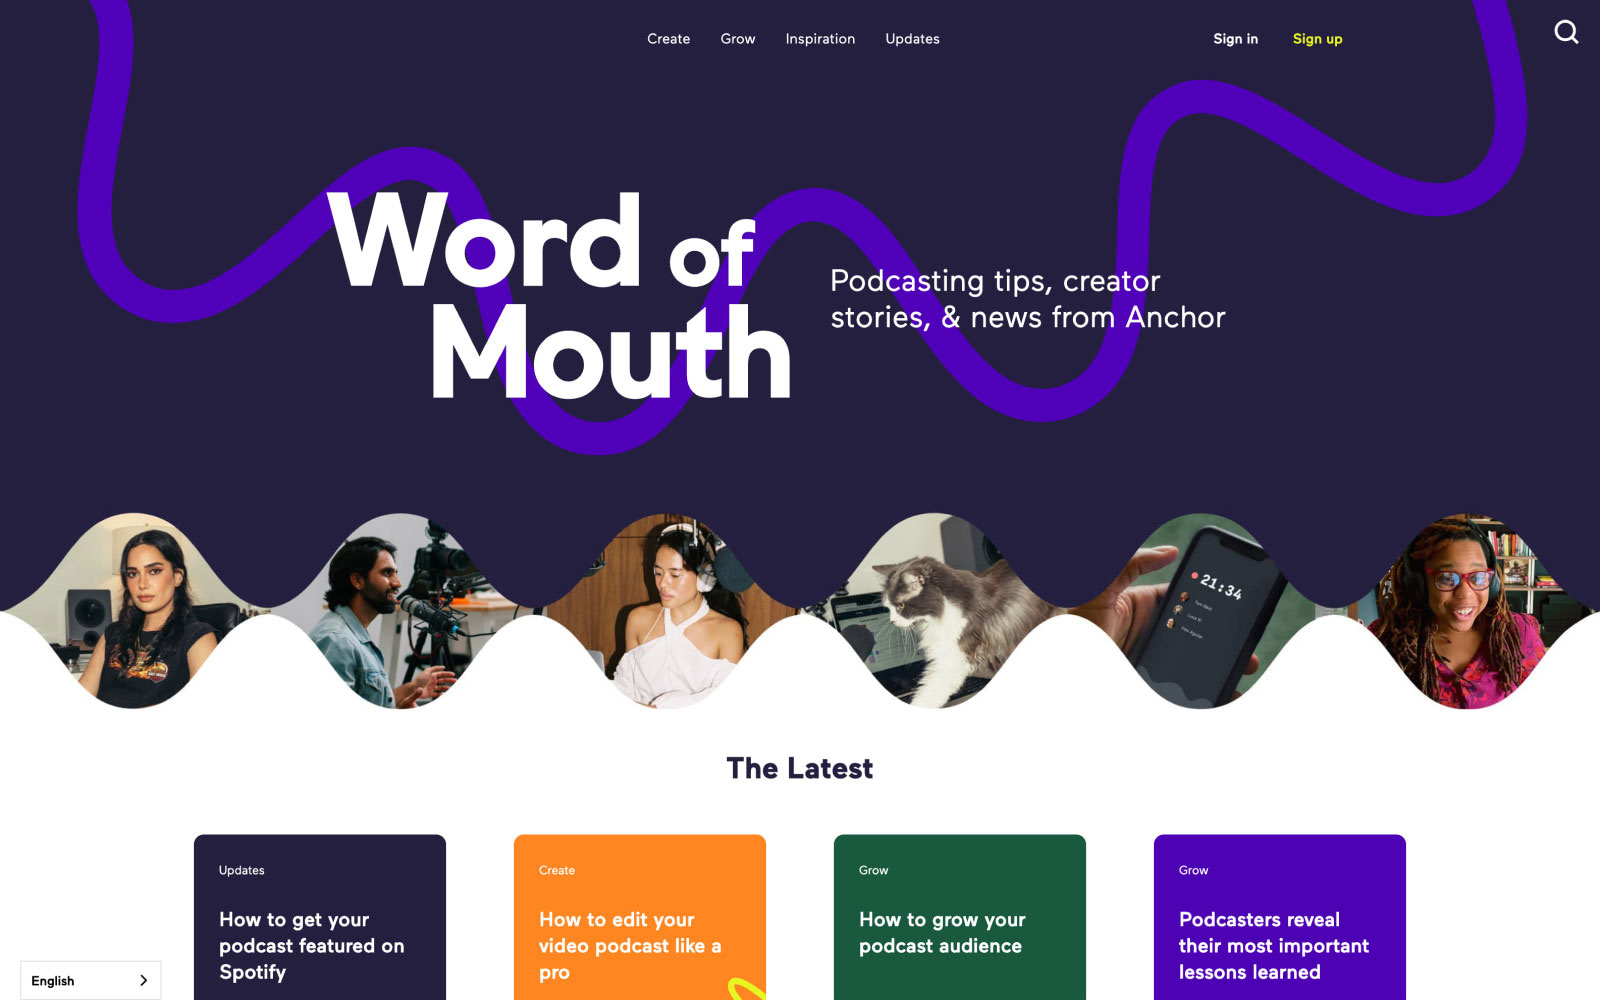 Create Grow Inspiration Updates Sign in Sign up
Word of
Mouth
Podcasting tips, creator
stories, & news from Anchor
21:34
The Latest
Updates
How to get your
podcast featured on
Spotify
Create
How to edit your
video podcast like a
pro
Grow
How to grow your
podcast audience
Grow
Podcasters reveal
their most important
lessons learned
English